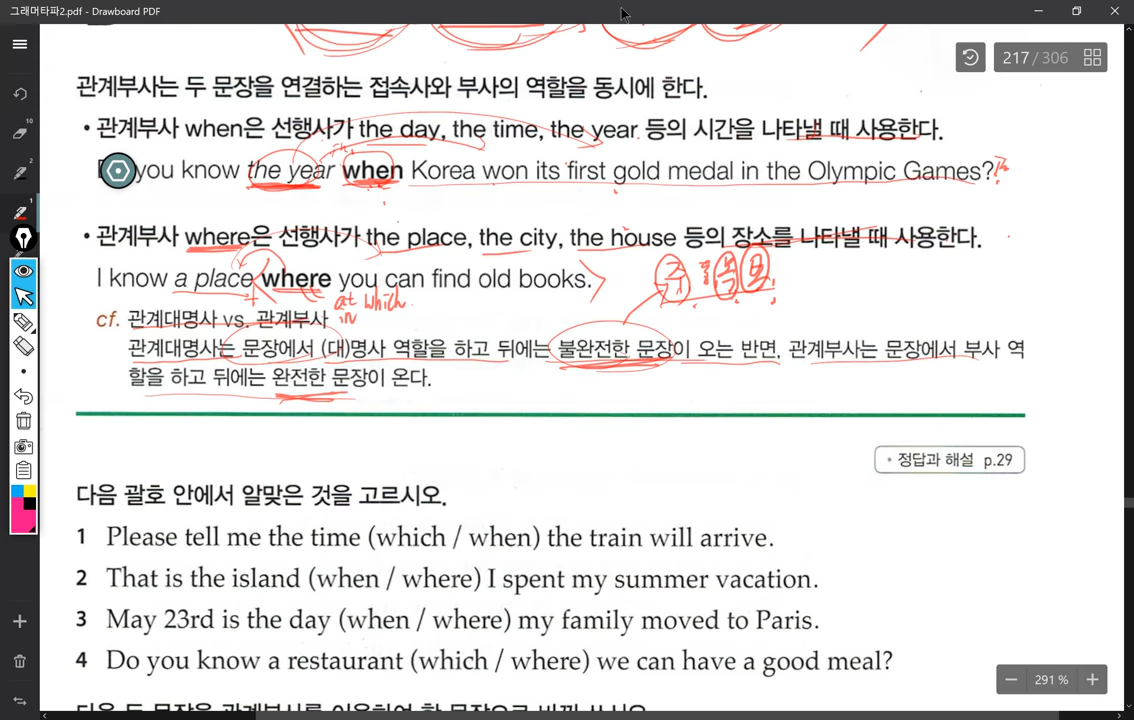 그래머타파2.pdf - Drawboard PDF
217 / 306
관계부사는 두 문장을 연결하는 접속사와 부사의 역할을 동시에 한다.
• 관계부사 when은 선행사가 the day, the time, the year 등의 시간을 나타낼 때 사용한다.
you know the year when Korea won its first gold medal in the Olympic Games?
• 관계부사 where은 선행사가 the place, the city, the house 등의 장소를 나타낼 때 사용한다.
I know a place where you can find old books.
at which
in
cf. 관계대명사 vs. 관계부사
관계대명사는 문장에서 (대)명사 역할을 하고 뒤에는 불완전한 문장이 오는 반면, 관계부사는 문장에서 부사 역
할을 하고 뒤에는 완전한 문장이 온다.
• 정답과 해설 p.29
다음 괄호 안에서 알맞은 것을 고르시오.
1 Please tell me the time (which / when) the train will arrive.
2 That is the island (when / where) I spent my summer vacation.
3 May 23rd is the day (when / where) my family moved to Paris.
4 Do you know a restaurant (which / where) we can have a good meal?
291 %